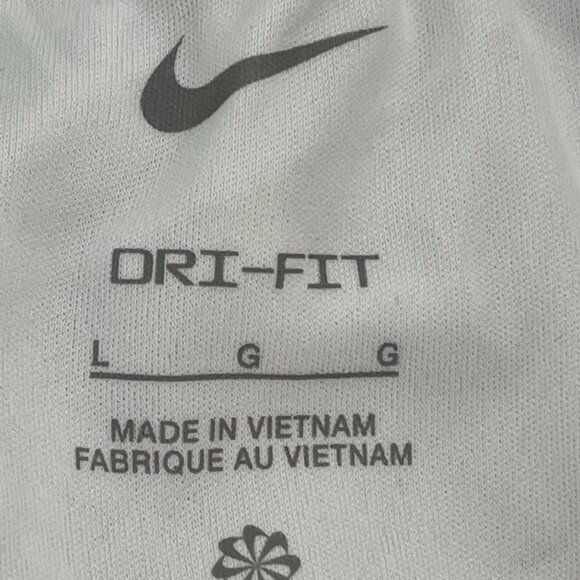 DRI-FIT
L G G
MADE IN VIETNAM
FABRIQUE AU VIETNAM